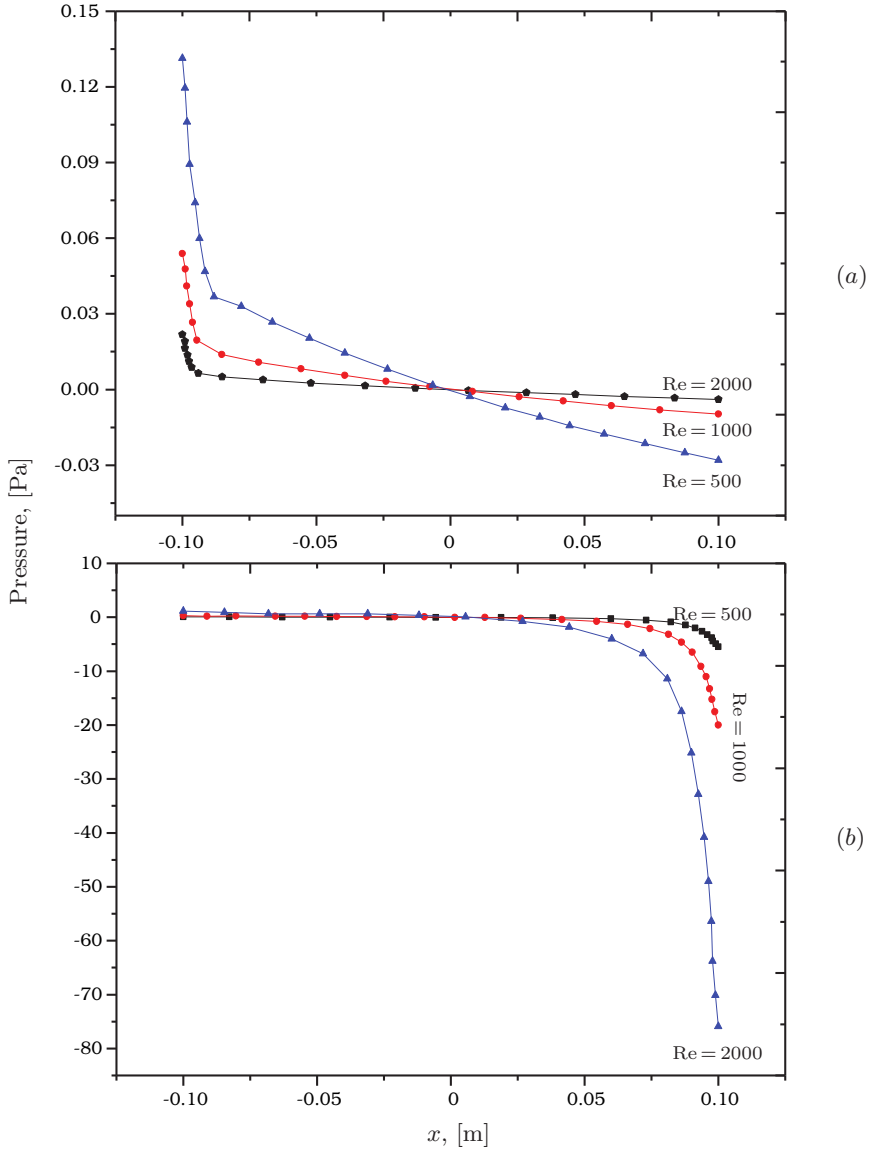 0.15
0.12
0.09
0.06
0.03
0.00
-0.03
Re = 2000
Re = 1000
Re = 500
(a)
-0.10 -0.05 0 0.05 0.10
Pressure, [Pa]
10
0
-10
-20
-30
-40
-50
-60
-70
-80
Re = 500
Re = 1000
Re = 2000
(b)
-0.10 -0.05 0 0.05 0.10
x, [m]